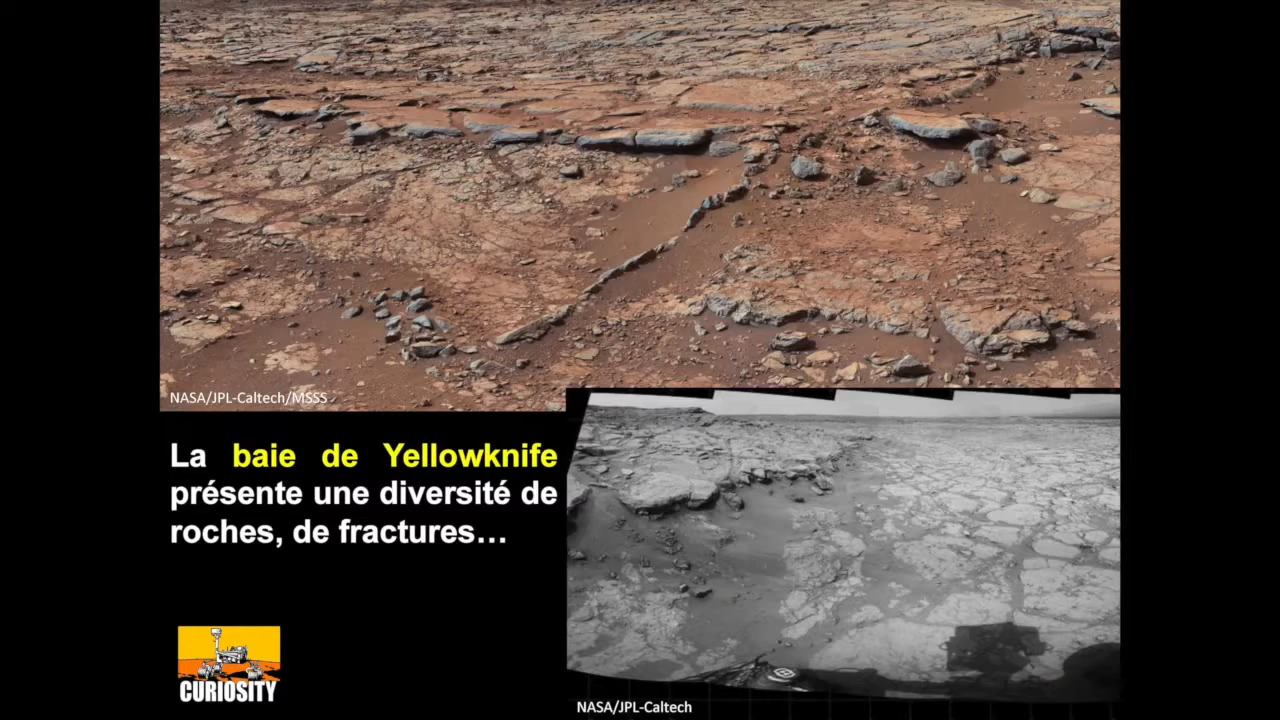 NASA/JPL-Caltech/MSSS
La baie de Yellowknife
présente une diversité de
roches, de fractures…
CURIOSITY
NASA/JPL-Caltech